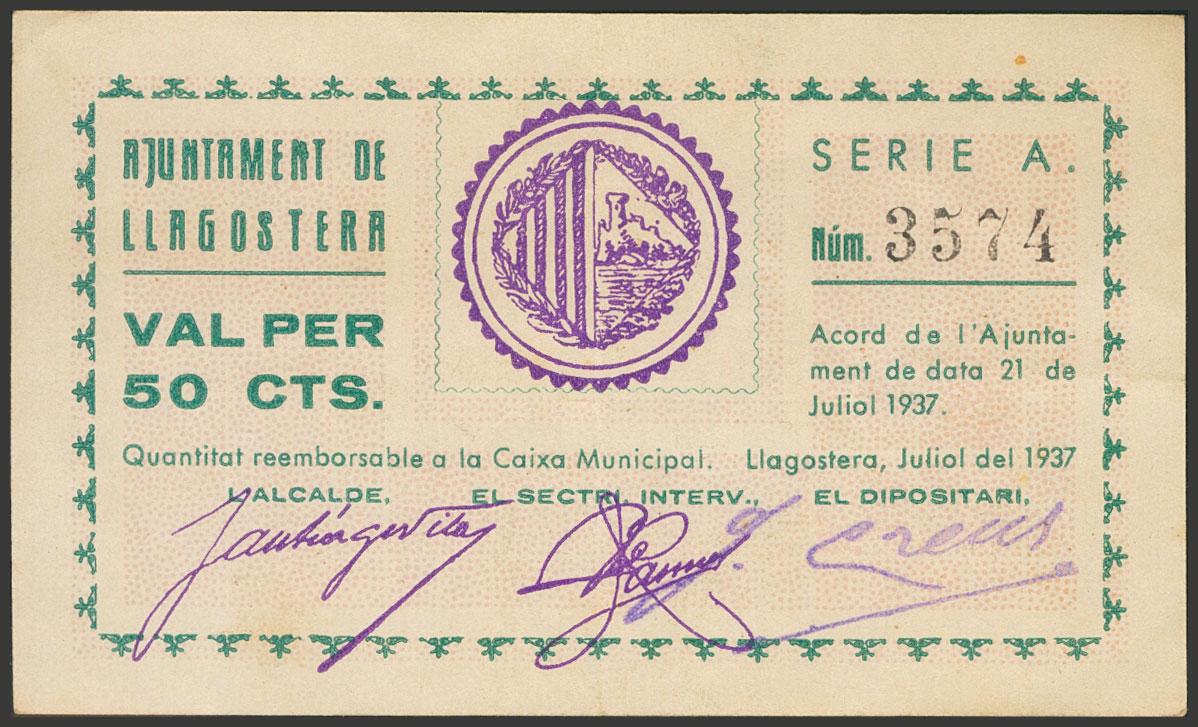 AJUNTAMENT DE
LLAGOSTERA
VAL PER
50 CTS.
SERIE A.
Núm. 3574
Acord de l'Ajunta-
ment de data 21 de
Juliol 1937.
Quantitat reemborsable a la Caixa Municipal. Llagostera, Juliol del 1937
L'ALCALDE, EL SECTRI. INTERV., EL DIPOSITARI,